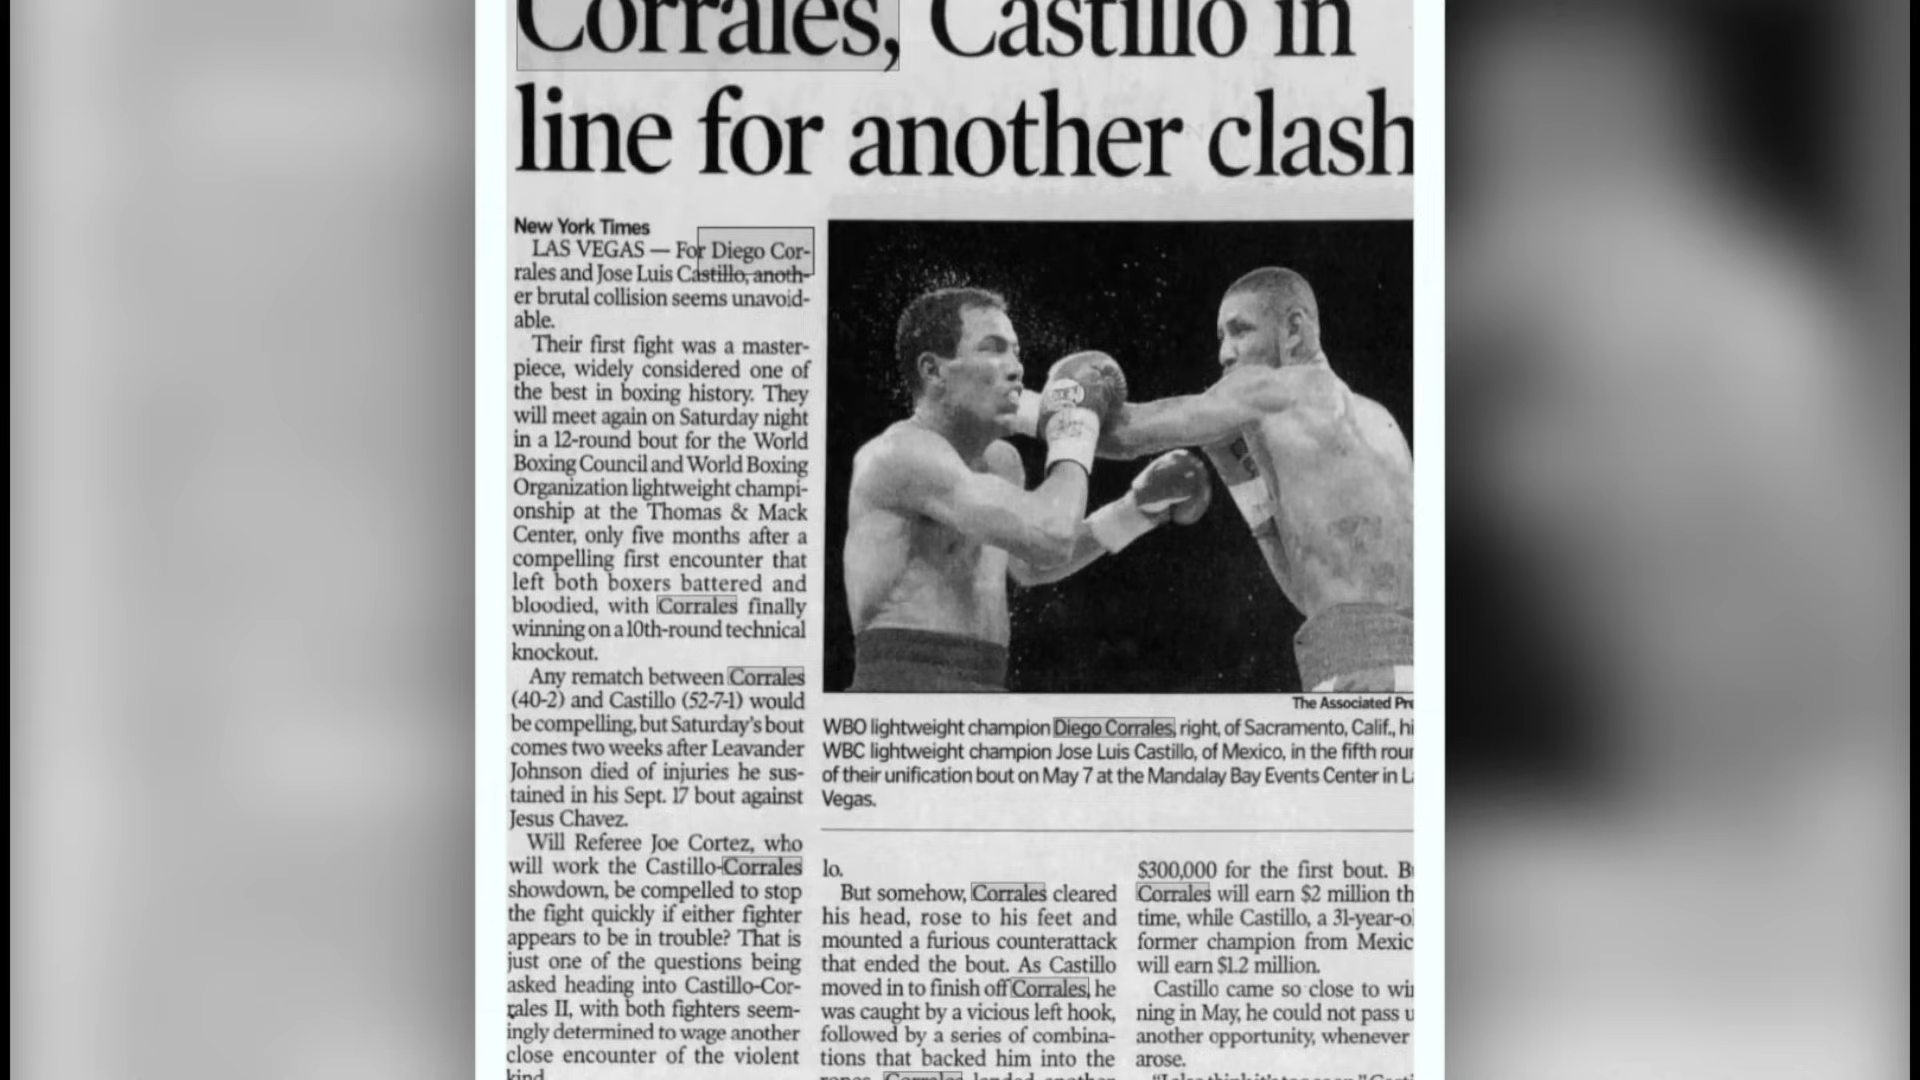 Corrales, Castillo in
line for another clash
New York Times
LAS VEGAS — For Diego Cor-
rales and Jose Luis Castillo, anoth-
er brutal collision seems unavoid-
able.
Their first fight was a master-
piece, widely considered one of
the best in boxing history. They
will meet again on Saturday night
in a 12-round bout for the World
Boxing Council and World Boxing
Organization lightweight champi-
onship at the Thomas & Mack
Center, only five months after a
compelling first encounter that
left both boxers battered and
bloodied, with Corrales finally
winning on a 10th-round technical
knockout.
Any rematch between Corrales
(40-2) and Castillo (52-7-1) would
be compelling, but Saturday's bout
comes two weeks after Leavander
Johnson died of injuries he sus-
tained in his Sept. 17 bout against
Jesus Chavez.
Will Referee Joe Cortez, who
will work the Castillo-Corrales
showdown, be compelled to stop
the fight quickly if either fighter
appears to be in trouble? That is
just one of the questions being
asked heading into Castillo-Cor-
rales II, with both fighters seem-
ingly determined to wage another
close encounter of the violent
kind.
The Associated Pre
WBO lightweight champion Diego Corrales, right, of Sacramento, Calif., hi
WBC lightweight champion Jose Luis Castillo, of Mexico, in the fifth rour
of their unification bout on May 7 at the Mandalay Bay Events Center in La
Vegas.
lo.
But somehow, Corrales cleared
his head, rose to his feet and
mounted a furious counterattack
that ended the bout. As Castillo
moved in to finish off Corrales, he
was caught by a vicious left hook,
followed by a series of combina-
tions that backed him into the
Corrales landed another
$300,000 for the first bout. B
Corrales will earn $2 million th
time, while Castillo, a 31-year-o
former champion from Mexic
will earn $1.2 million.
Castillo came so close to wi
ning in May, he could not pass u
another opportunity, whenever
arose.